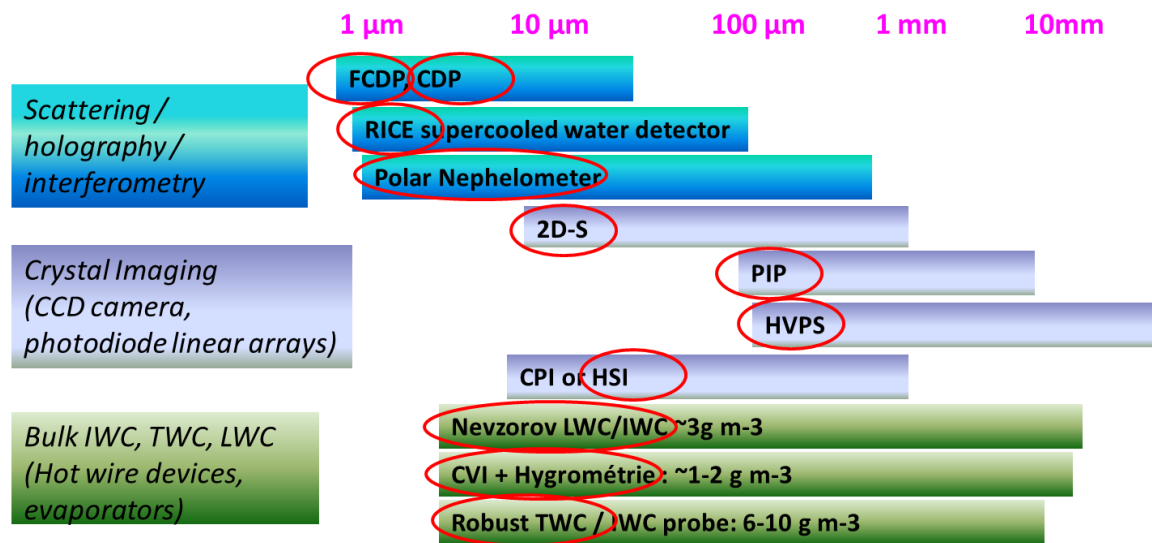 1 µm 10 µm 100 µm 1 mm 10mm
FCDP, CDP
Scattering /
holography /
interferometry
RICE supercooled water detector
Polar Nephelometer
2D-S
Crystal Imaging
(CCD camera,
photodiode linear arrays)
PIP
HVPS
CPI or HSI
Bulk IWC, TWC, LWC
(Hot wire devices,
evaporators)
Nevzorov LWC/IWC ~3g m-3
CVI + Hygrométrie : ~1-2 g m-3
Robust TWC / IWC probe: 6-10 g m-3